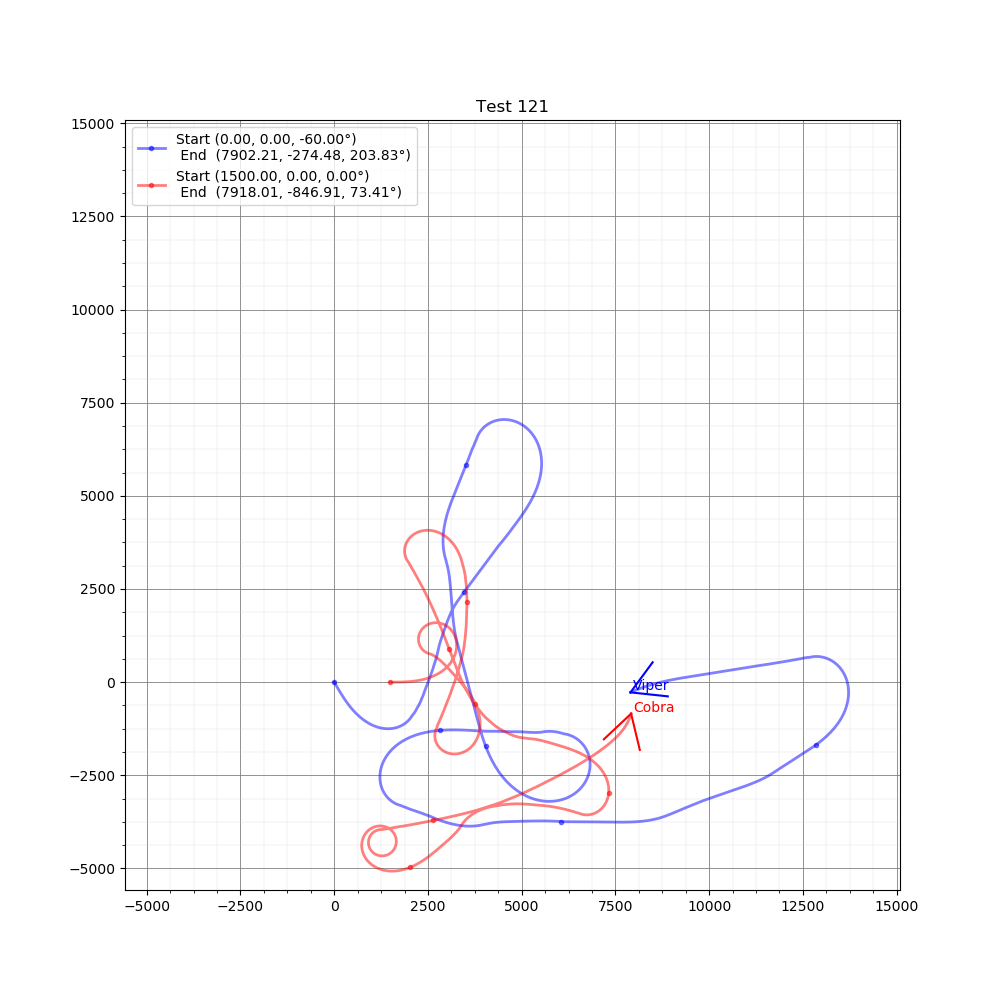 Test 121
Start (0.00, 0.00, -60.00°)
End (7902.21, -274.48, 203.83°)
Start (1500.00, 0.00, 0.00°)
End (7918.01, -846.91, 73.41°)
15000
12500
10000
7500
5000
2500
0
−2500
−5000
Viper
Cobra
−5000 −2500 0 2500 5000 7500 10000 12500 15000